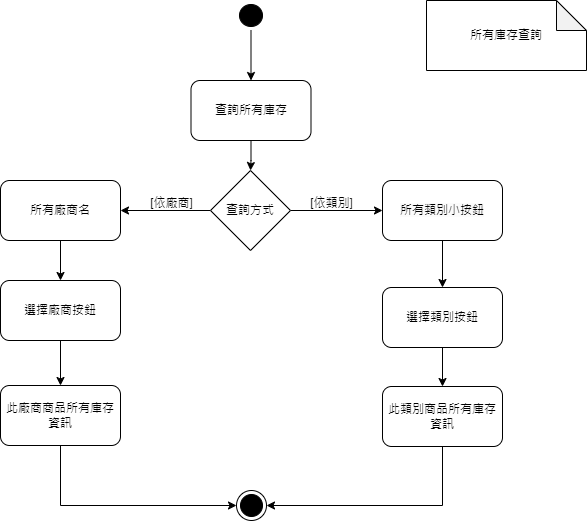 所有庫存查詢
查詢所有庫存
[依廠商]
查詢方式
[依類別]
所有廠商名
所有類別小按鈕
選擇廠商按鈕
選擇類別按鈕
此廠商商品所有庫存
資訊
此類別商品所有庫存
資訊